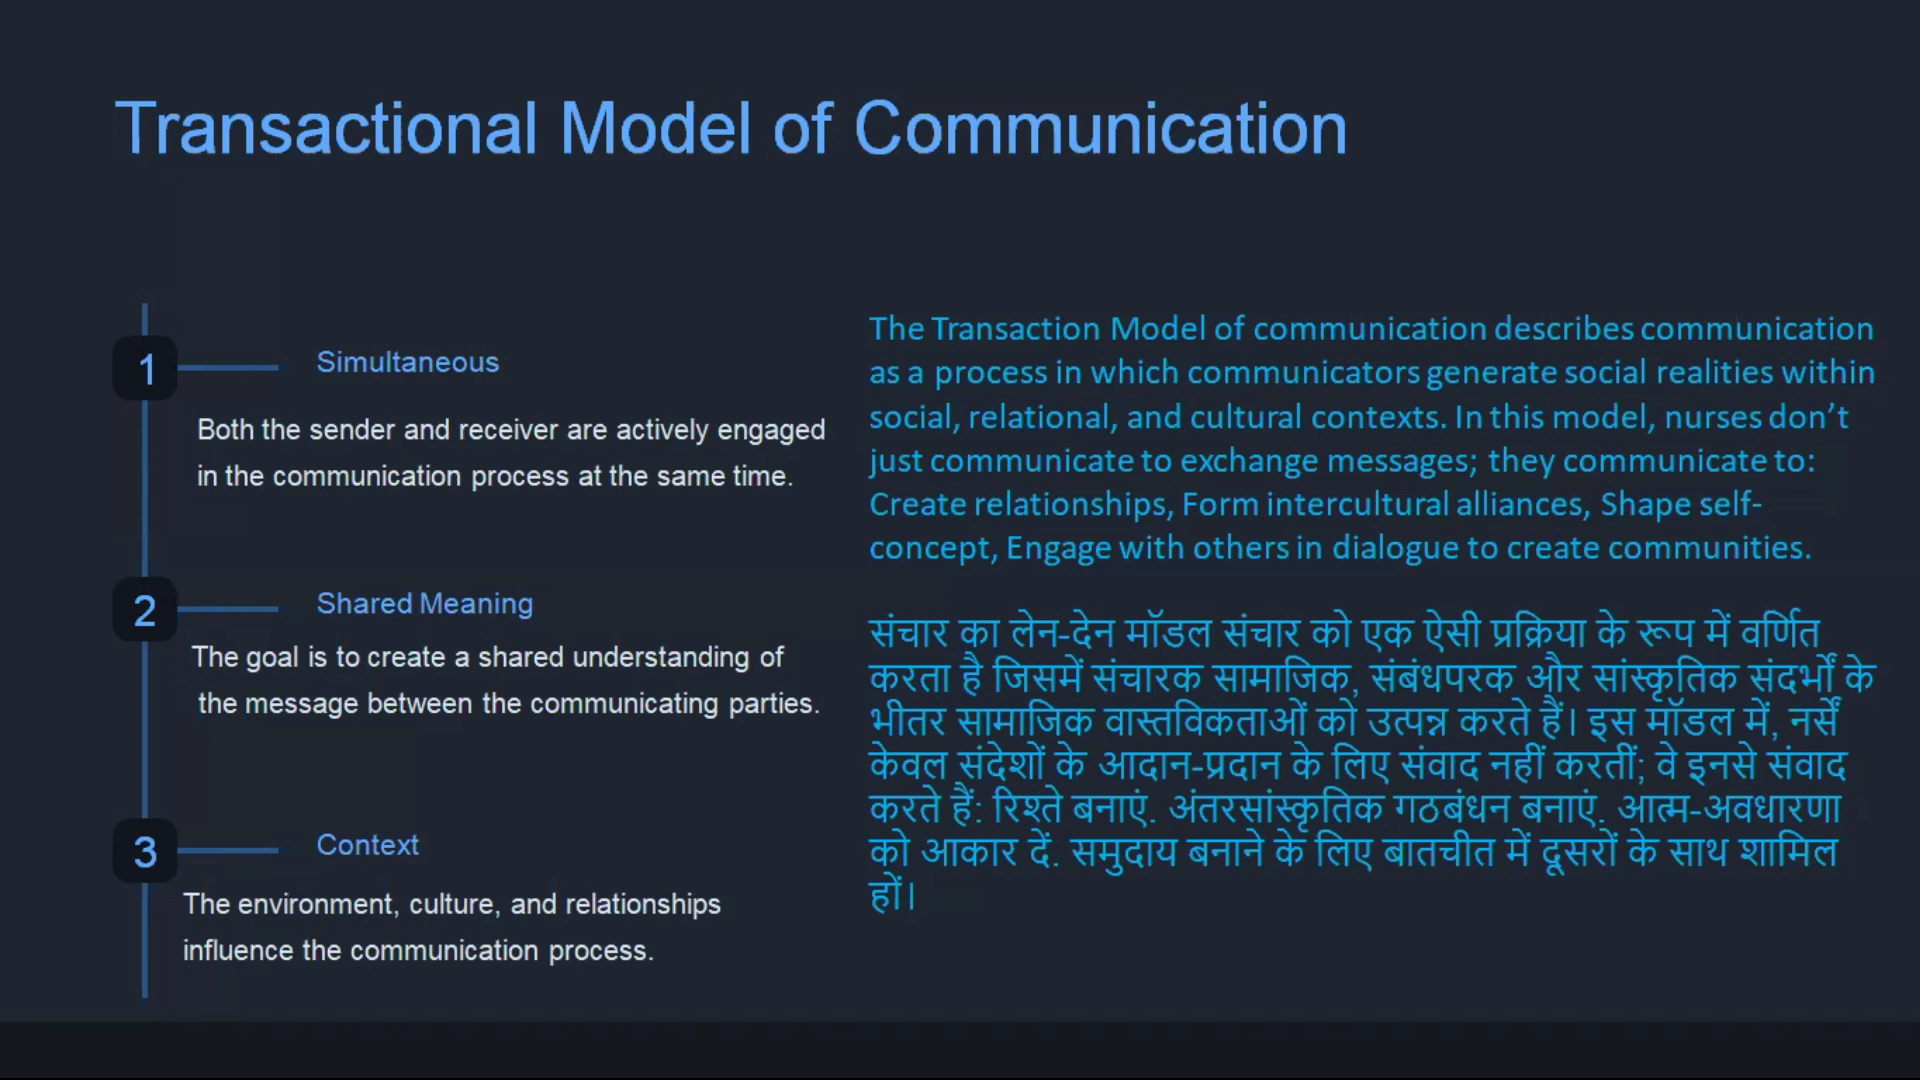 Transactional Model of Communication
1
Simultaneous
Both the sender and receiver are actively engaged
in the communication process at the same time.
2
Shared Meaning
The goal is to create a shared understanding of
the message between the communicating parties.
3
Context
The environment, culture, and relationships
influence the communication process.
The Transaction Model of communication describes communication
as a process in which communicators generate social realities within
social, relational, and cultural contexts. In this model, nurses don’t
just communicate to exchange messages; they communicate to:
Create relationships, Form intercultural alliances, Shape self-
concept, Engage with others in dialogue to create communities.
संचार का लेन-देन मॉडल संचार को एक ऐसी प्रक्रिया के रूप में वर्णित
करता है जिसमें संचारक सामाजिक, संबंधपरक और सांस्कृतिक संदर्भों के
भीतर सामाजिक वास्तविकताओं को उत्पन्न करते हैं। इस मॉडल में, नर्सें
केवल संदेशों के आदान-प्रदान के लिए संवाद नहीं करतीं; वे इनसे संवाद
करते हैं: रिश्ते बनाएं. अंतरसांस्कृतिक गठबंधन बनाएं. आत्म-अवधारणा
को आकार दें. समुदाय बनाने के लिए बातचीत में दूसरों के साथ शामिल
हों।